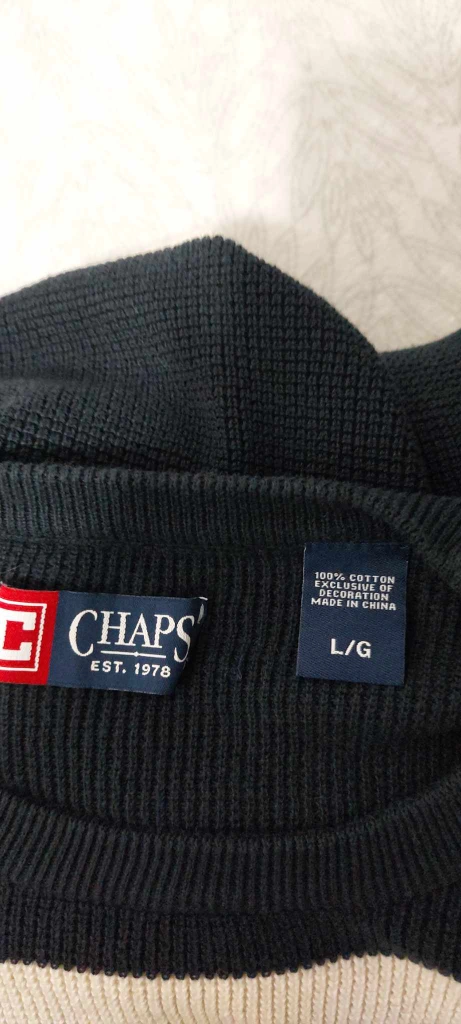 C
CHAPS
EST. 1978
100% COTTON
EXCLUSIVE OF
DECORATION
MADE IN CHINA
L/G